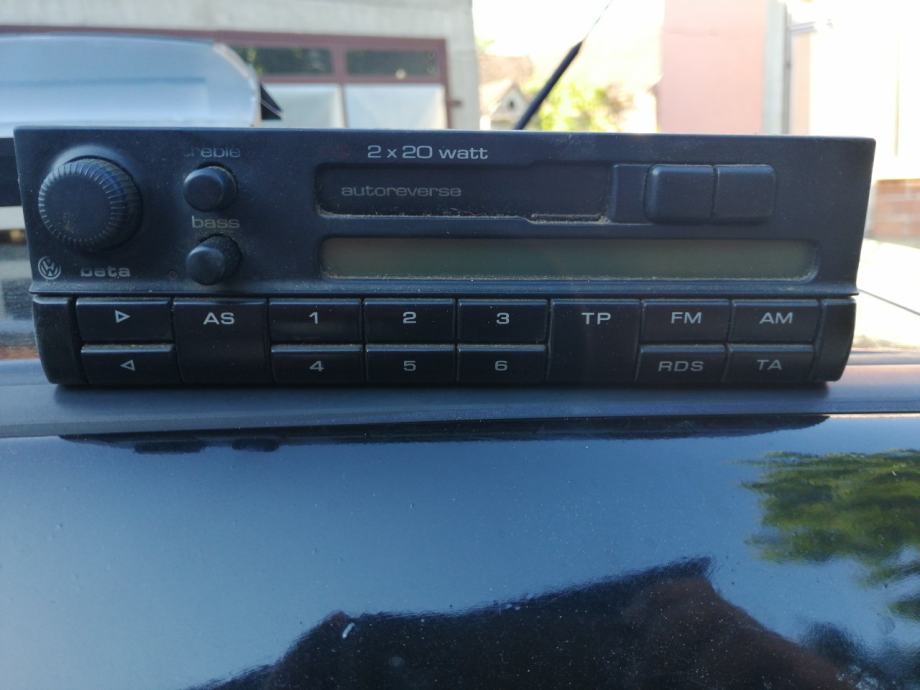 treble
2 x 20 watt
autoreverse
bass
beta
AS
1
2
3
TP
FM
AM
4
5
6
RDS
TA